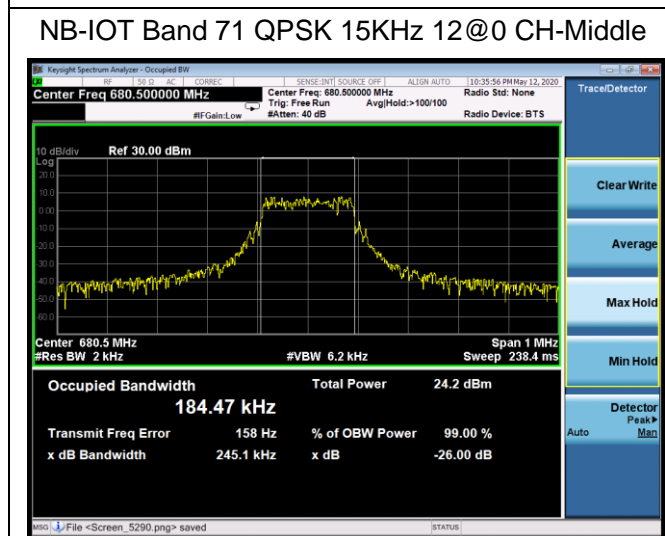 NB-IOT Band 71 QPSK 15KHz 12@0 CH-Middle
Keysight Spectrum Analyzer - Occupied BW
RF 50 Ω AC CORREC SENSE:INT SOURCE OFF ALIGN AUTO 10:35:56 PM May 12, 2020
Center Freq 680.500000 MHz Center Freq: 680.500000 MHz Radio Std: None
Trig: Free Run Avg|Hold:>100/100
#IFGain:Low #Atten: 40 dB Radio Device: BTS
Trace/Detector
10 dB/div Ref 30.00 dBm
Log
20.0
10.0
0.00
-10.0
-20.0
-30.0
-40.0
-50.0
-60.0
Center 680.5 MHz Span 1 MHz
#Res BW 2 kHz #VBW 6.2 kHz Sweep 238.4 ms
Occupied Bandwidth Total Power 24.2 dBm
184.47 kHz
Transmit Freq Error 158 Hz % of OBW Power 99.00 %
x dB Bandwidth 245.1 kHz x dB -26.00 dB
Clear Write
Average
Max Hold
Min Hold
Detector
Peak▶
Auto Man
MSG File <Screen_5290.png> saved STATUS